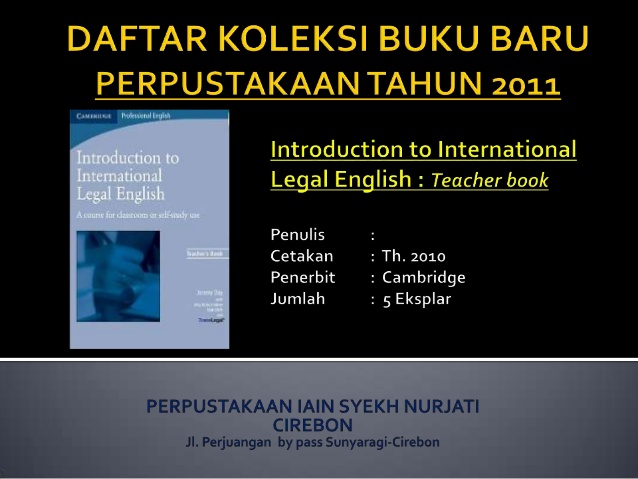 DAFTAR KOLEKSI BUKU BARU
PERPUSTAKAAN TAHUN 2011
CAMBRIDGE Professional English
Introduction to
International
Legal English
A course for classroom or self-study use
Teacher's Book
Jeremy Day
TransLegal
Introduction to International
Legal English : Teacher book
Penulis :
Cetakan : Th. 2010
Penerbit : Cambridge
Jumlah : 5 Eksplar
PERPUSTAKAAN IAIN SYEKH NURJATI
CIREBON
Jl. Perjuangan by pass Sunyaragi-Cirebon